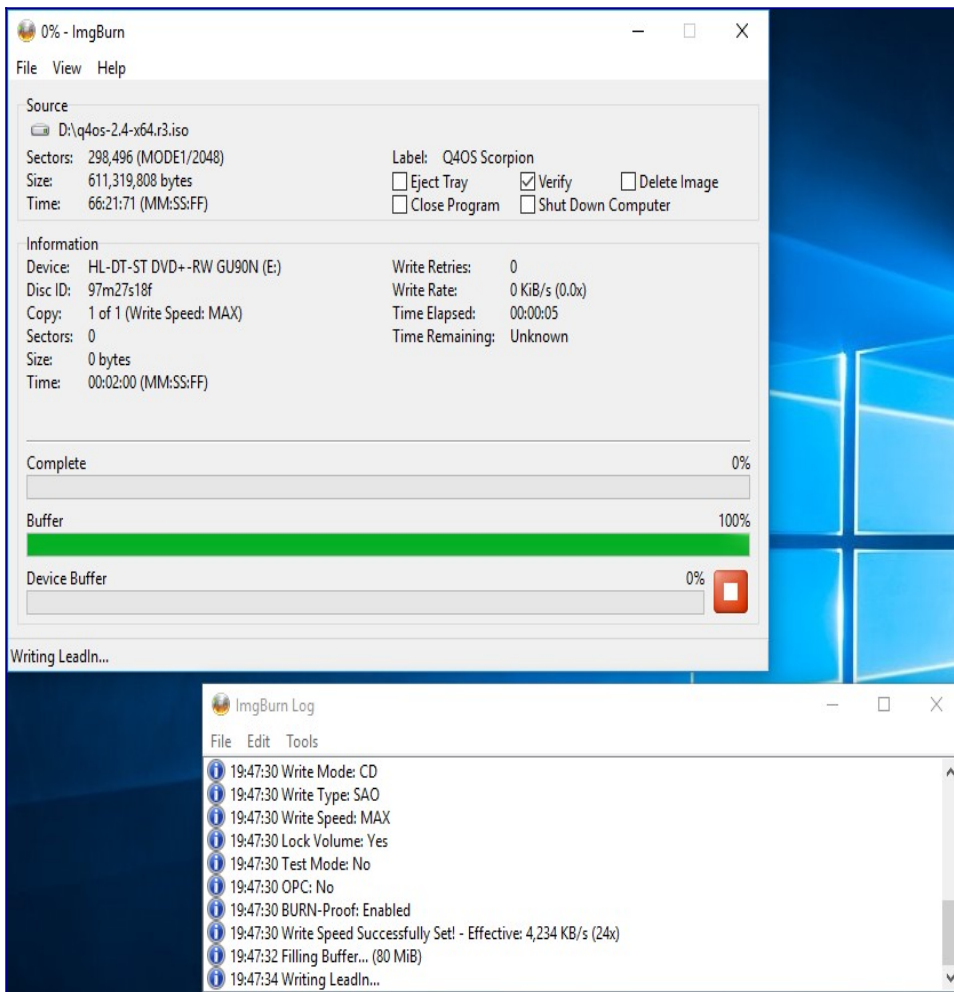 0% - ImgBurn
File View Help
Source
D:\q4os-2.4-x64.r3.iso
Sectors: 298,496 (MODE1/2048) Label: Q4OS Scorpion
Size: 611,319,808 bytes Eject Tray Verify Delete Image
Time: 66:21:71 (MM:SS:FF) Close Program Shut Down Computer
Information
Device: HL-DT-ST DVD+-RW GU90N (E:) Write Retries: 0
Disc ID: 97m27s18f Write Rate: 0 KiB/s (0.0x)
Copy: 1 of 1 (Write Speed: MAX) Time Elapsed: 00:00:05
Sectors: 0 Time Remaining: Unknown
Size: 0 bytes
Time: 00:02:00 (MM:SS:FF)
Complete 0%
Buffer 100%
Device Buffer 0%
Writing LeadIn...
ImgBurn Log
File Edit Tools
19:47:30 Write Mode: CD
19:47:30 Write Type: SAO
19:47:30 Write Speed: MAX
19:47:30 Lock Volume: Yes
19:47:30 Test Mode: No
19:47:30 OPC: No
19:47:30 BURN-Proof: Enabled
19:47:30 Write Speed Successfully Set! - Effective: 4,234 KB/s (24x)
19:47:32 Filling Buffer... (80 MiB)
19:47:34 Writing LeadIn...